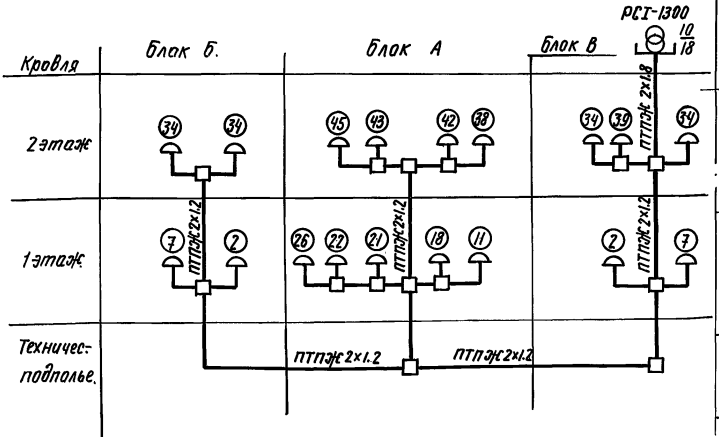 РСГ-1300
Блак Б.
Блок А
Блок В
10
18
Кровля
ПТПЖ 2×1.8
34
34
45
43
42
38
34
39
34
2 этаж
ПТПЖ 2×1.2
ПТПЖ 2×1.2
ПТПЖ 2×1.2
7
2
26
22
21
18
11
2
7
1 этаж.
Техничес-
подполье.
ПТПЖ 2×1.2
ПТПЖ 2×1.2